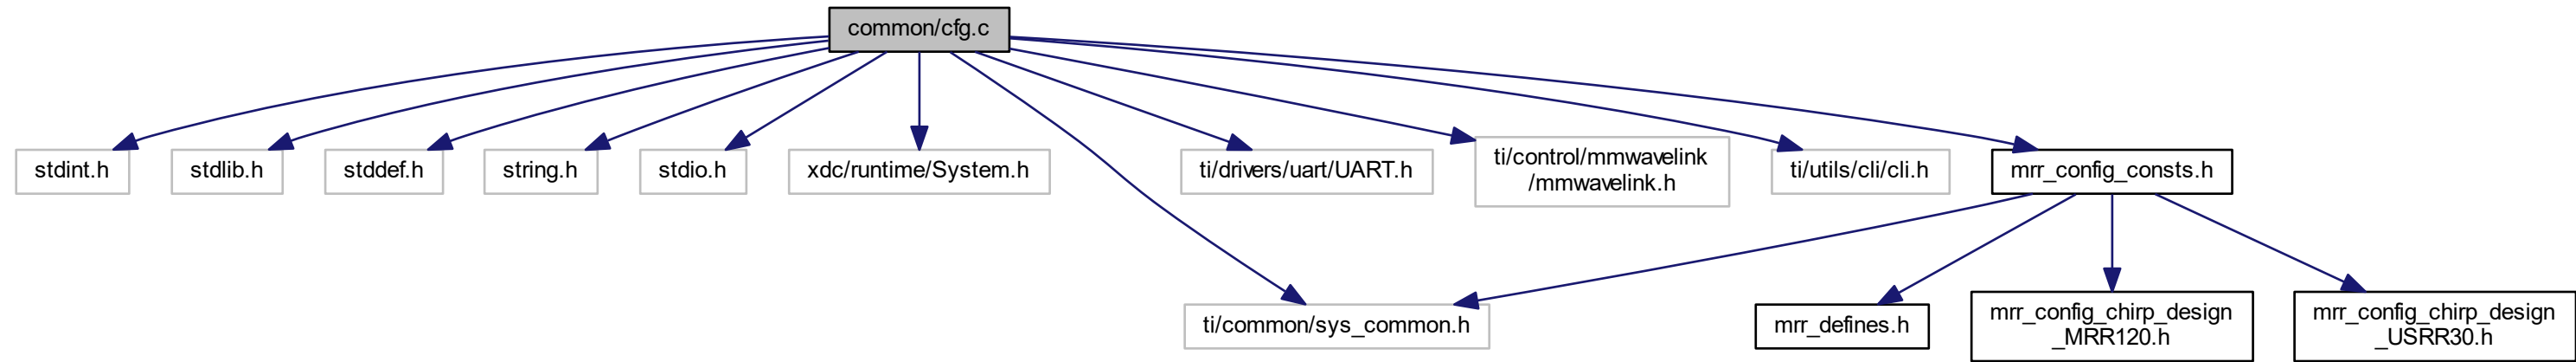 common/cfg.c
stdint.h
stdlib.h
stddef.h
string.h
stdio.h
xdc/runtime/System.h
ti/drivers/uart/UART.h
ti/control/mmwavelink
/mmwavelink.h
ti/utils/cli/cli.h
mrr_config_consts.h
ti/common/sys_common.h
mrr_defines.h
mrr_config_chirp_design
_MRR120.h
mrr_config_chirp_design
_USRR30.h